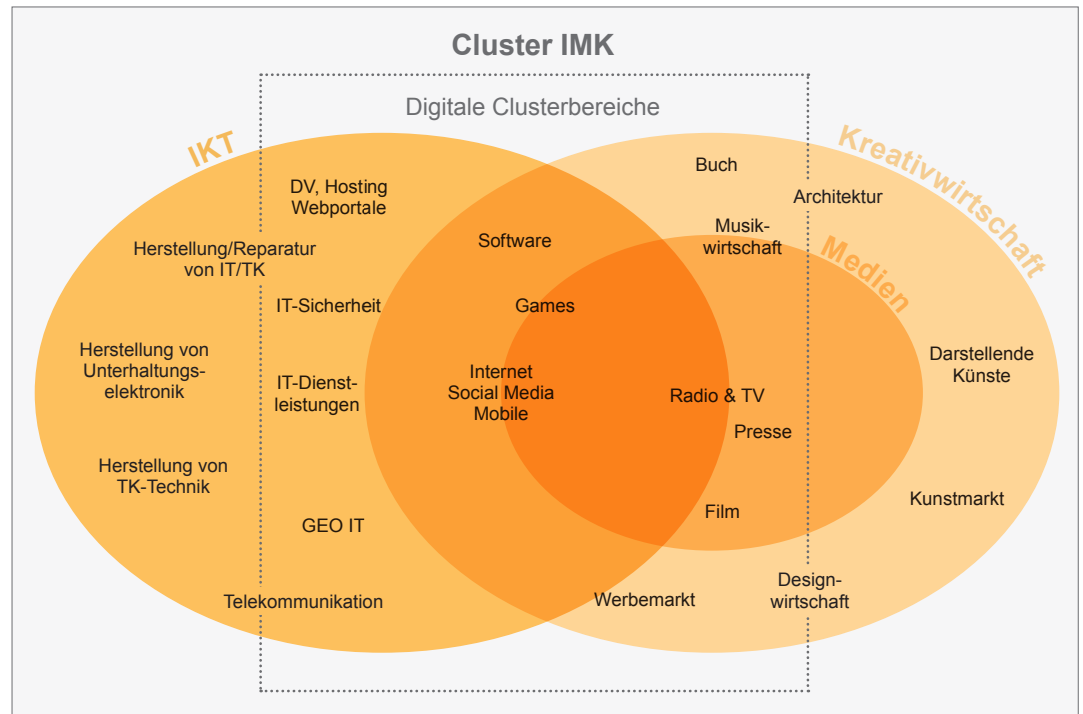 Cluster IMK
Digitale Clusterbereiche
IKT
Kreativwirtschaft
Medien
DV, Hosting
Webportale
Buch
Architektur
Herstellung/Reparatur
von IT/TK
Software
Musik-
wirtschaft
IT-Sicherheit
Games
Herstellung von
Unterhaltungs-
elektronik
IT-Dienst-
leistungen
Internet
Social Media
Mobile
Radio & TV
Presse
Darstellende
Künste
Herstellung von
TK-Technik
GEO IT
Film
Kunstmarkt
Telekommunikation
Werbemarkt
Design-
wirtschaft